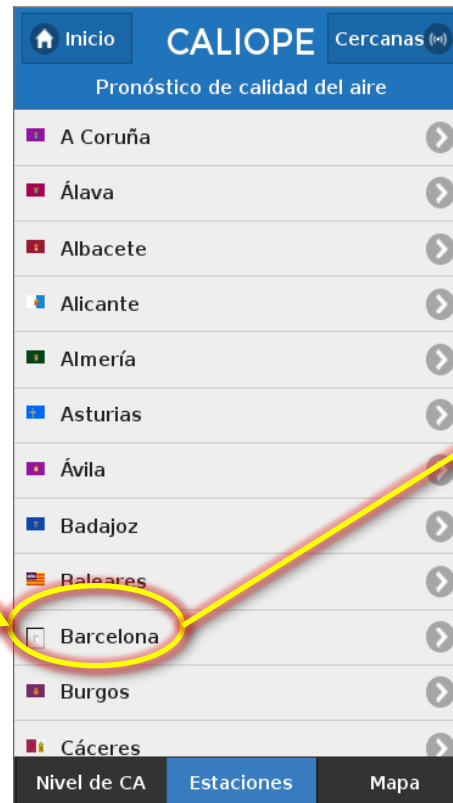 Inicio CALIOPE Cercanas
Pronóstico de calidad del aire
A Coruña
Álava
Albacete
Alicante
Almería
Asturias
Ávila
Badajoz
Baleares
Barcelona
Burgos
Cáceres
Nivel de CA Estaciones Mapa